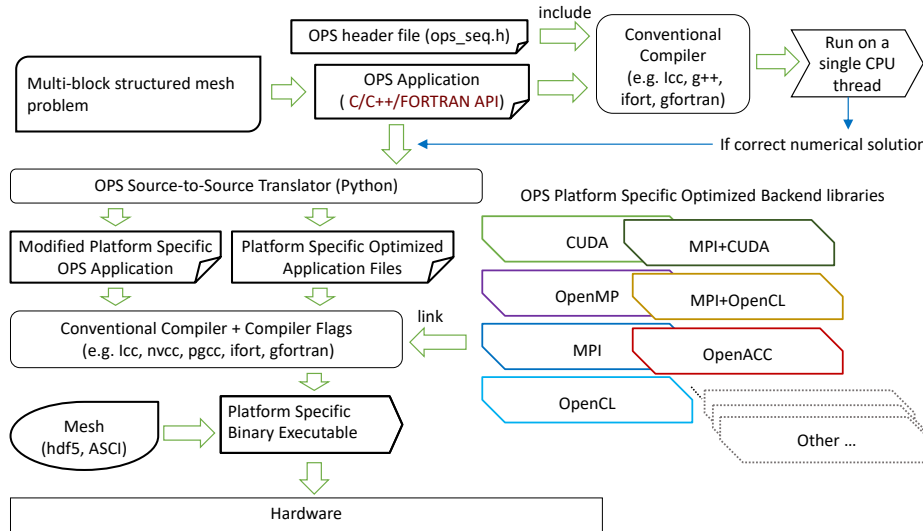 OPS header file (ops_seq.h)
include
Conventional
Compiler
(e.g. Icc, g++,
ifort, gfortran)
Run on a
single CPU
thread
Multi-block structured mesh
problem
OPS Application
( C/C++/FORTRAN API)
If correct numerical solution
OPS Source-to-Source Translator (Python)
OPS Platform Specific Optimized Backend libraries
Modified Platform Specific
OPS Application
Platform Specific Optimized
Application Files
CUDA
MPI+CUDA
OpenMP
MPI+OpenCL
Conventional Compiler + Compiler Flags
(e.g. Icc, nvcc, pgcc, ifort, gfortran)
link
MPI
OpenACC
OpenCL
Other ...
Mesh
(hdf5, ASCI)
Platform Specific
Binary Executable
Hardware